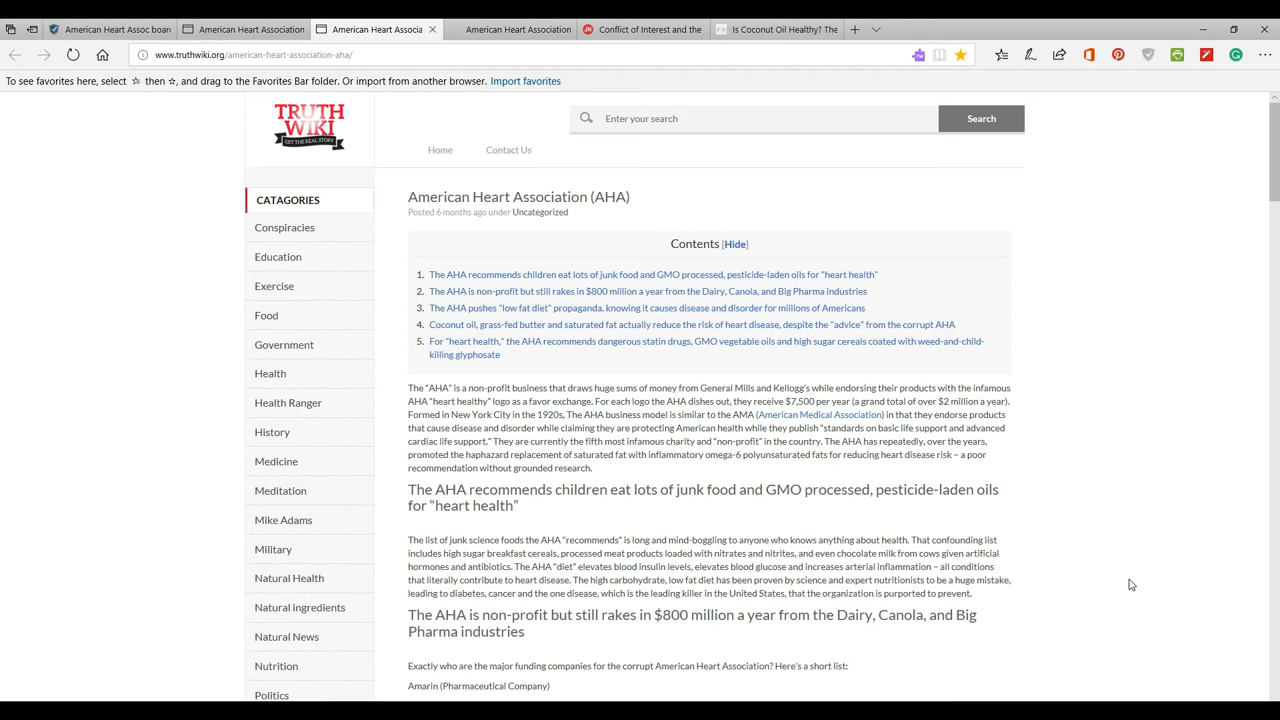 American Heart Assoc boar
American Heart Association
American Heart Associa
American Heart Association
Conflict of Interest and the
Is Coconut Oil Healthy? The
www.truthwiki.org/american-heart-association-aha/
To see favorites here, select ☆ then ☆, and drag to the Favorites Bar folder. Or import from another browser. Import favorites
TRUTH
WIKI
GET THE REAL STORY
Enter your search
Search
Home
Contact Us
CATAGORIES
Conspiracies
Education
Exercise
Food
Government
Health
Health Ranger
History
Medicine
Meditation
Mike Adams
Military
Natural Health
Natural ingredients
Natural News
Nutrition
Politics
American Heart Association (AHA)
Posted 6 months ago under Uncategorized
Contents [Hide]
1. The AHA recommends children eat lots of junk food and GMO processed, pesticide-laden oils for "heart health"
2. The AHA is non-profit but still rakes in $800 million a year from the Dairy, Canola, and Big Pharma industries
3. The AHA pushes "low fat diet" propaganda, knowing it causes disease and disorder for millions of Americans
4. Coconut oil, grass-fed butter and saturated fat actually reduce the risk of heart disease, despite the "advice" from the corrupt AHA
5. For "heart health," the AHA recommends dangerous statin drugs, GMO vegetable oils and high sugar cereals coated with weed-and-child-
killing glyphosate
The “AHA” is a non-profit business that draws huge sums of money from General Mills and Kellogg’s while endorsing their products with the infamous
AHA “heart healthy” logo as a favor exchange. For each logo the AHA dishes out, they receive $7,500 per year (a grand total of over $2 million a year).
Formed in New York City in the 1920s, The AHA business model is similar to the AMA (American Medical Association) in that they endorse products
that cause disease and disorder while claiming they are protecting American health while they publish “standards on basic life support and advanced
cardiac life support.” They are currently the fifth most infamous charity and “non-profit” in the country. The AHA has repeatedly, over the years,
promoted the haphazard replacement of saturated fat with inflammatory omega-6 polyunsaturated fats for reducing heart disease risk – a poor
recommendation without grounded research.
The AHA recommends children eat lots of junk food and GMO processed, pesticide-laden oils
for “heart health”
The list of junk science foods the AHA “recommends” is long and mind-boggling to anyone who knows anything about health. That confounding list
includes high sugar breakfast cereals, processed meat products loaded with nitrates and nitrites, and even chocolate milk from cows given artificial
hormones and antibiotics. The AHA “diet” elevates blood insulin levels, elevates blood glucose and increases arterial inflammation – all conditions
that literally contribute to heart disease. The high carbohydrate, low fat diet has been proven by science and expert nutritionists to be a huge mistake,
leading to diabetes, cancer and the one disease, which is the leading killer in the United States, that the organization is purported to prevent.
The AHA is non-profit but still rakes in $800 million a year from the Dairy, Canola, and Big
Pharma industries
Exactly who are the major funding companies for the corrupt American Heart Association? Here’s a short list:
Amarin (Pharmaceutical Company)